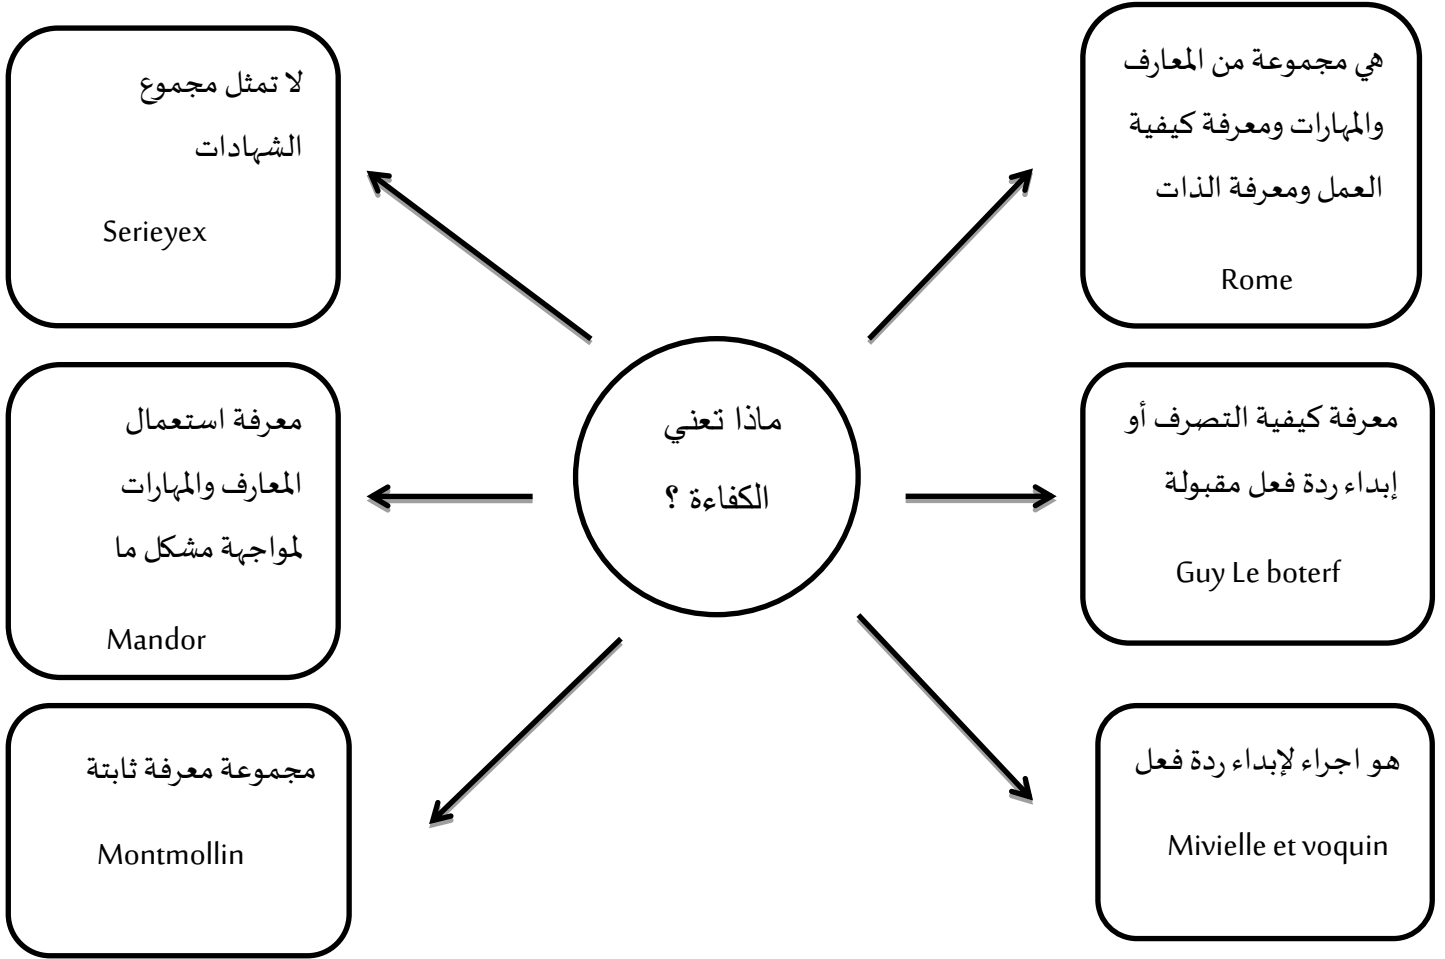 هي مجموعة من المعارف
والمهارات ومعرفة كيفية
العمل ومعرفة الذات
Rome
لا تمثل مجموع
الشهادات
Serieyex
ماذا تعني
الكفاءة ؟
معرفة كيفية التصرف أو
إبداء ردة فعل مقبولة
Guy Le boterf
معرفة استعمال
المعارف والمهارات
لمواجهة مشكل ما
Mandor
هو اجراء لإبداء ردة فعل
Mivielle et voquin
مجموعة معرفة ثابتة
Montmollin